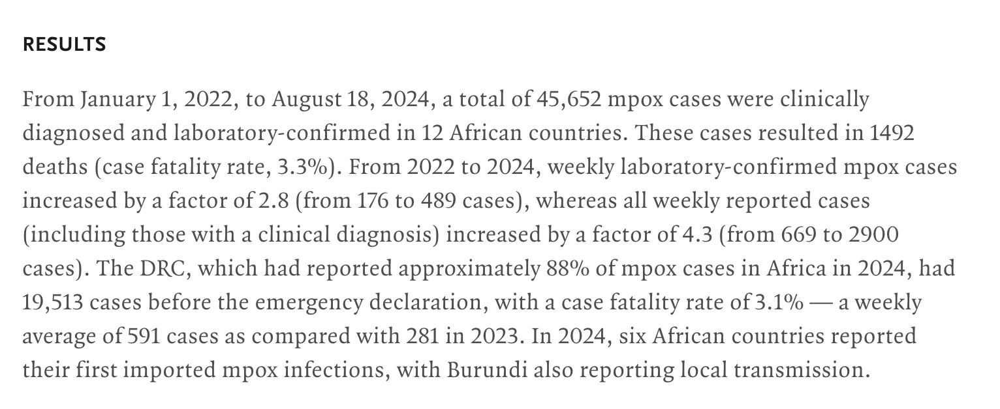 RESULTS
From January 1, 2022, to August 18, 2024, a total of 45,652 mpox cases were clinically
diagnosed and laboratory-confirmed in 12 African countries. These cases resulted in 1492
deaths (case fatality rate, 3.3%). From 2022 to 2024, weekly laboratory-confirmed mpox cases
increased by a factor of 2.8 (from 176 to 489 cases), whereas all weekly reported cases
(including those with a clinical diagnosis) increased by a factor of 4.3 (from 669 to 2900
cases). The DRC, which had reported approximately 88% of mpox cases in Africa in 2024, had
19,513 cases before the emergency declaration, with a case fatality rate of 3.1% — a weekly
average of 591 cases as compared with 281 in 2023. In 2024, six African countries reported
their first imported mpox infections, with Burundi also reporting local transmission.